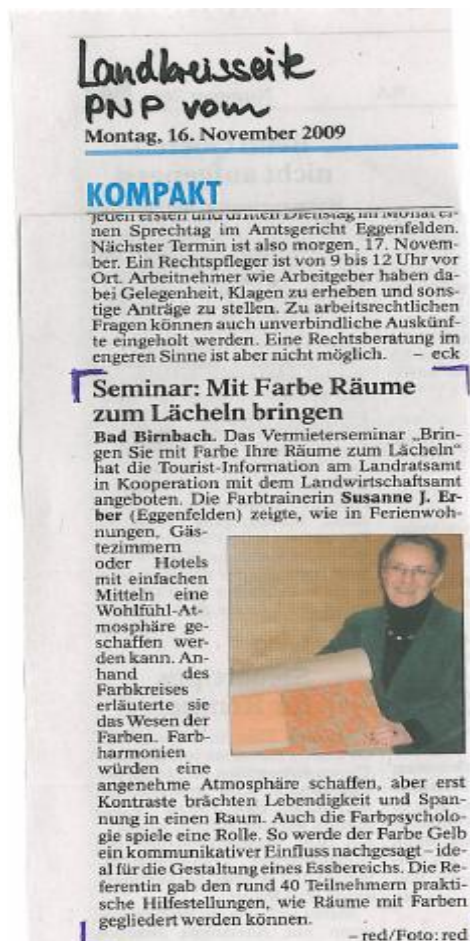 Landkreisseite
PNP vom
Montag, 16. November 2009
KOMPAKT
jeden ersten und dritten Dienstag im Monat ei-
nen Sprechtag im Amtsgericht Eggenfelden.
Nächster Termin ist also morgen, 17. Novem-
ber. Ein Rechtspfleger ist von 9 bis 12 Uhr vor
Ort. Arbeitnehmer wie Arbeitgeber haben da-
bei Gelegenheit, Klagen zu erheben und sons-
tige Anträge zu stellen. Zu arbeitsrechtlichen
Fragen können auch unverbindliche Auskünf-
te eingeholt werden. Eine Rechtsberatung im
engeren Sinne ist aber nicht möglich. – eck
Seminar: Mit Farbe Räume
zum Lächeln bringen
Bad Birnbach. Das Vermieterseminar „Brin-
gen Sie mit Farbe Ihre Räume zum Lächeln"
hat die Tourist-Information am Landratsamt
in Kooperation mit dem Landwirtschaftsamt
angeboten. Die Farbtrainerin Susanne J. Er-
ber (Eggenfelden) zeigte, wie in Ferienwoh-
nungen, Gäs-
tezimmern
oder Hotels
mit einfachen
Mitteln eine
Wohlfühl-At-
mosphäre ge-
schaffen wer-
den kann. An-
hand des
Farbkreises
erläuterte sie
das Wesen der
Farben. Farb-
harmonien
würden eine
angenehme Atmosphäre schaffen, aber erst
Kontraste brächten Lebendigkeit und Span-
nung in einen Raum. Auch die Farbpsycholo-
gie spiele eine Rolle. So werde der Farbe Gelb
ein kommunikativer Einfluss nachgesagt – ide-
al für die Gestaltung eines Essbereichs. Die Re-
ferentin gab den rund 40 Teilnehmern prakti-
sche Hilfestellungen, wie Räume mit Farben
gegliedert werden können.
– red/Foto: red